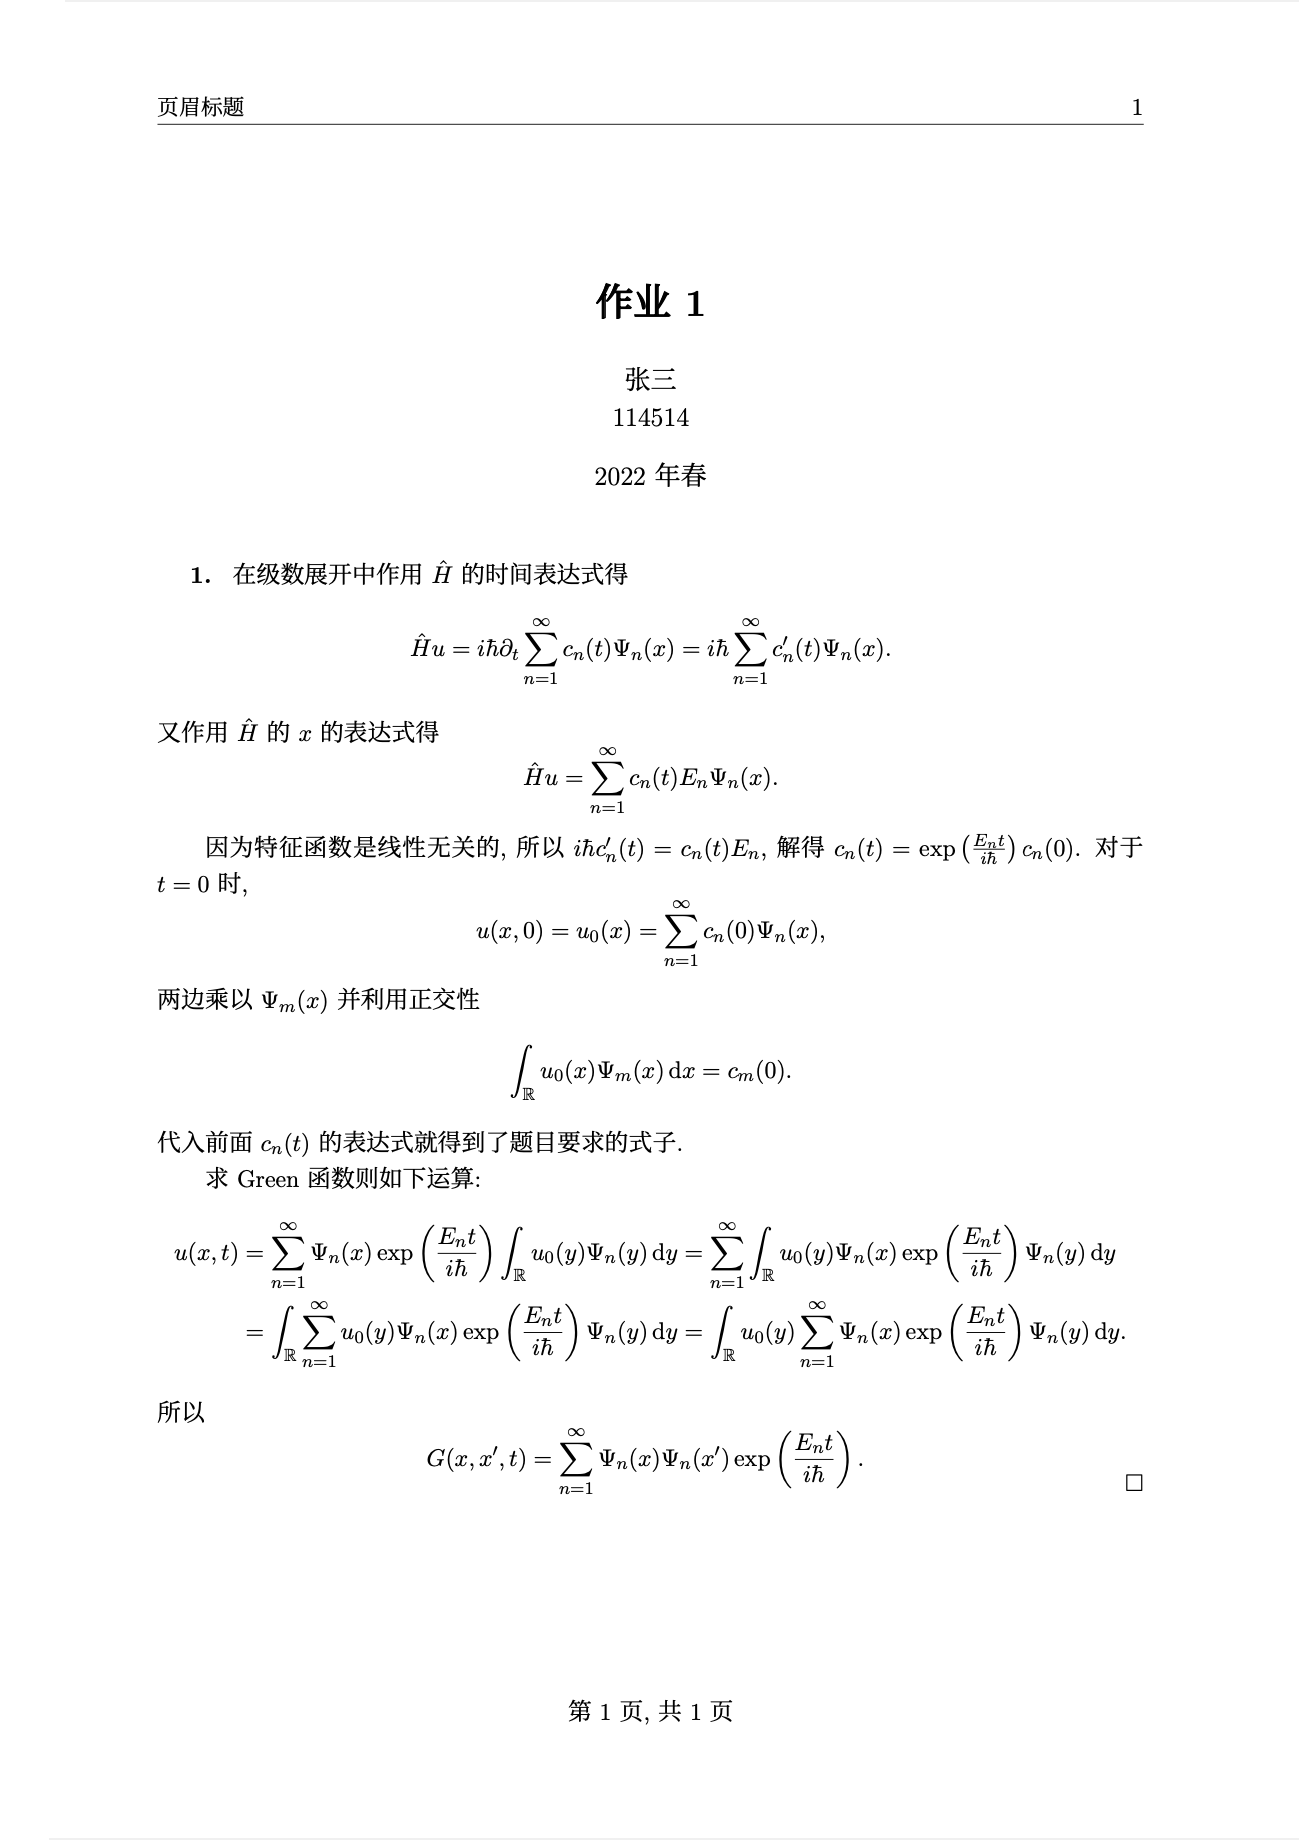 页眉标题 1
作业 1
张三
114514
2022 年春
1. 在级数展开中作用 $\hat{H}$ 的时间表达式得
$$\hat{H}u = i\hbar\partial_t \sum_{n=1}^{\infty} c_n(t)\Psi_n(x) = i\hbar \sum_{n=1}^{\infty} c_n'(t)\Psi_n(x).$$
又作用 $\hat{H}$ 的 $x$ 的表达式得
$$\hat{H}u = \sum_{n=1}^{\infty} c_n(t)E_n\Psi_n(x).$$
因为特征函数是线性无关的, 所以 $i\hbar c_n'(t) = c_n(t)E_n$, 解得 $c_n(t) = \exp\left(\frac{E_n t}{i\hbar}\right) c_n(0)$. 对于
$t = 0$ 时,
$$u(x,0) = u_0(x) = \sum_{n=1}^{\infty} c_n(0)\Psi_n(x),$$
两边乘以 $\Psi_m(x)$ 并利用正交性
$$\int_{\mathbb{R}} u_0(x)\Psi_m(x)\,\mathrm{d}x = c_m(0).$$
代入前面 $c_n(t)$ 的表达式就得到了题目要求的式子.
求 Green 函数则如下运算:
$$u(x,t) = \sum_{n=1}^{\infty} \Psi_n(x)\exp\left(\frac{E_n t}{i\hbar}\right) \int_{\mathbb{R}} u_0(y)\Psi_n(y)\,\mathrm{d}y = \sum_{n=1}^{\infty} \int_{\mathbb{R}} u_0(y)\Psi_n(x)\exp\left(\frac{E_n t}{i\hbar}\right)\Psi_n(y)\,\mathrm{d}y$$
$$= \int_{\mathbb{R}} \sum_{n=1}^{\infty} u_0(y)\Psi_n(x)\exp\left(\frac{E_n t}{i\hbar}\right)\Psi_n(y)\,\mathrm{d}y = \int_{\mathbb{R}} u_0(y) \sum_{n=1}^{\infty} \Psi_n(x)\exp\left(\frac{E_n t}{i\hbar}\right)\Psi_n(y)\,\mathrm{d}y.$$
所以
$$G(x,x',t) = \sum_{n=1}^{\infty} \Psi_n(x)\Psi_n(x')\exp\left(\frac{E_n t}{i\hbar}\right).$$
□
第 1 页, 共 1 页